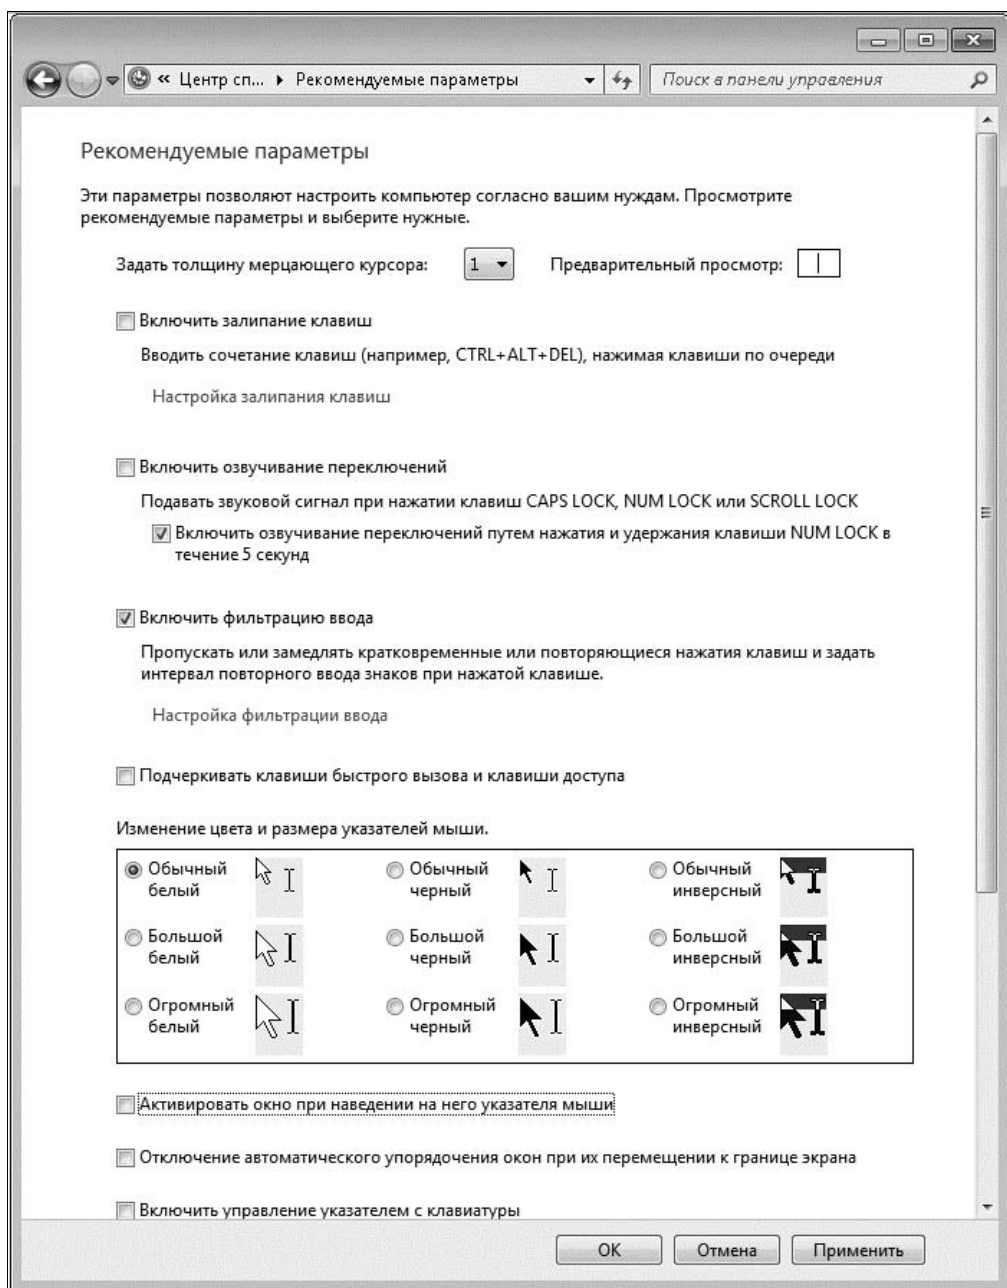 « Центр сп... Рекомендуемые параметры Поиск в панели управления
Рекомендуемые параметры
Эти параметры позволяют настроить компьютер согласно вашим нуждам. Просмотрите
рекомендуемые параметры и выберите нужные.
Задать толщину мерцающего курсора: 1 Предварительный просмотр:
Включить залипание клавиш
Вводить сочетание клавиш (например, CTRL+ALT+DEL), нажимая клавиши по очереди
Настройка залипания клавиш
Включить озвучивание переключений
Подавать звуковой сигнал при нажатии клавиш CAPS LOCK, NUM LOCK или SCROLL LOCK
Включить озвучивание переключений путем нажатия и удержания клавиши NUM LOCK в
течение 5 секунд
Включить фильтрацию ввода
Пропускать или замедлять кратковременные или повторяющиеся нажатия клавиш и задать
интервал повторного ввода знаков при нажатой клавише.
Настройка фильтрации ввода
Подчеркивать клавиши быстрого вызова и клавиши доступа
Изменение цвета и размера указателей мыши.
Обычный Обычный Обычный
белый черный инверсный
Большой Большой Большой
белый черный инверсный
Огромный Огромный Огромный
белый черный инверсный
Активировать окно при наведении на него указателя мыши
Отключение автоматического упорядочения окон при их перемещении к границе экрана
Включить управление указателем с клавиатуры
ОК Отмена Применить